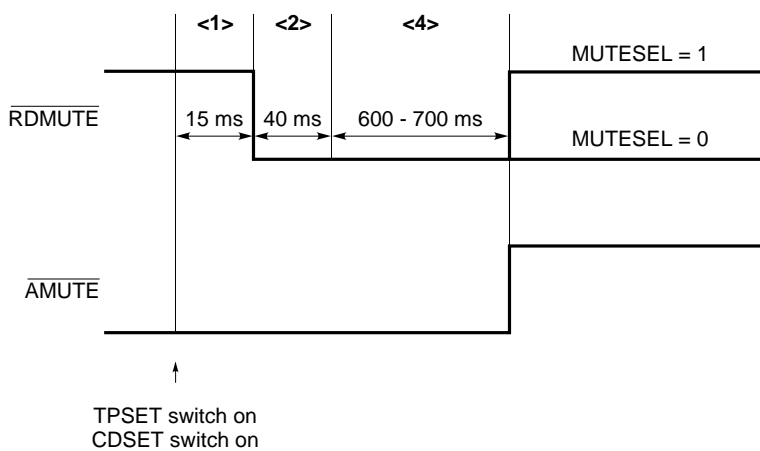 <1> <2> <4>
MUTESEL = 1
RDMUTE
15 ms 40 ms 600 - 700 ms
MUTESEL = 0
AMUTE
TPSET switch on
CDSET switch on